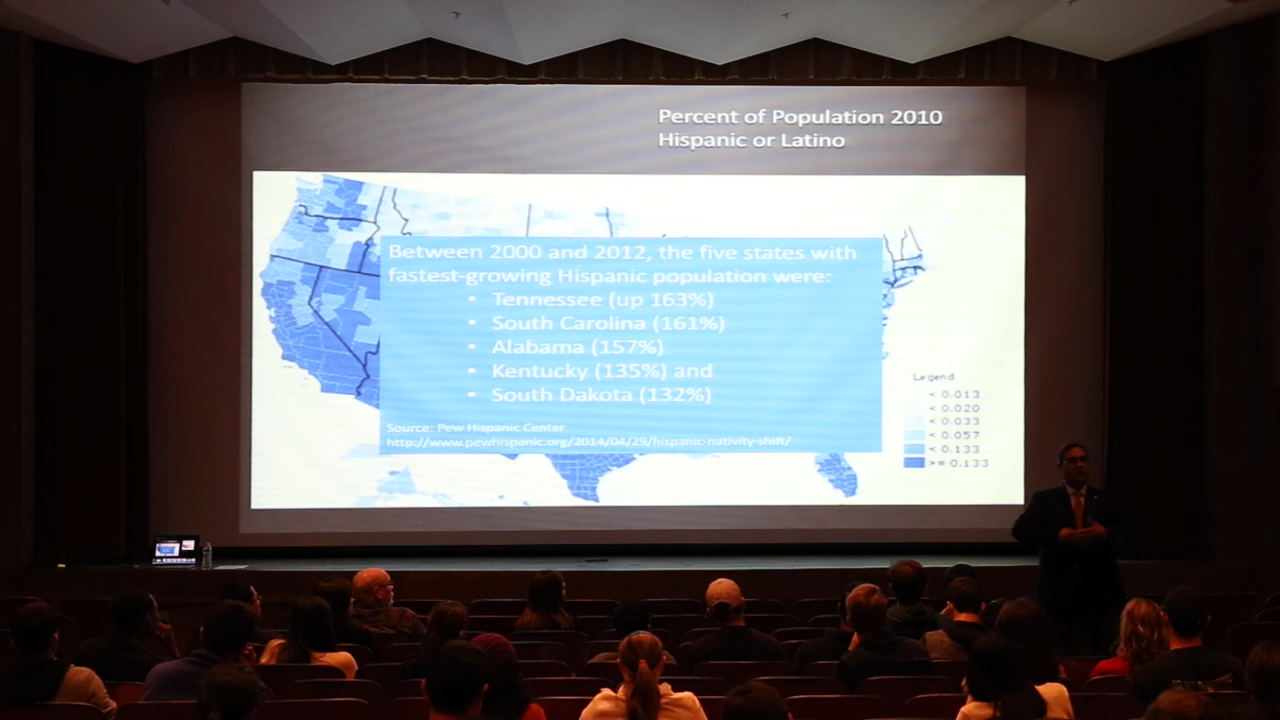 Percent of Population 2010
Hispanic or Latino
Between 2000 and 2012, the five states with
fastest-growing Hispanic population were:
• Tennessee (up 163%)
• South Carolina (161%)
• Alabama (157%)
• Kentucky (135%) and
• South Dakota (132%)
Source: Pew Hispanic Center
http://www.pewhispanic.org/2014/04/29/hispanic-nativity-shift/
Legend
< 0.013
< 0.020
< 0.033
< 0.057
< 0.133
>= 0.133